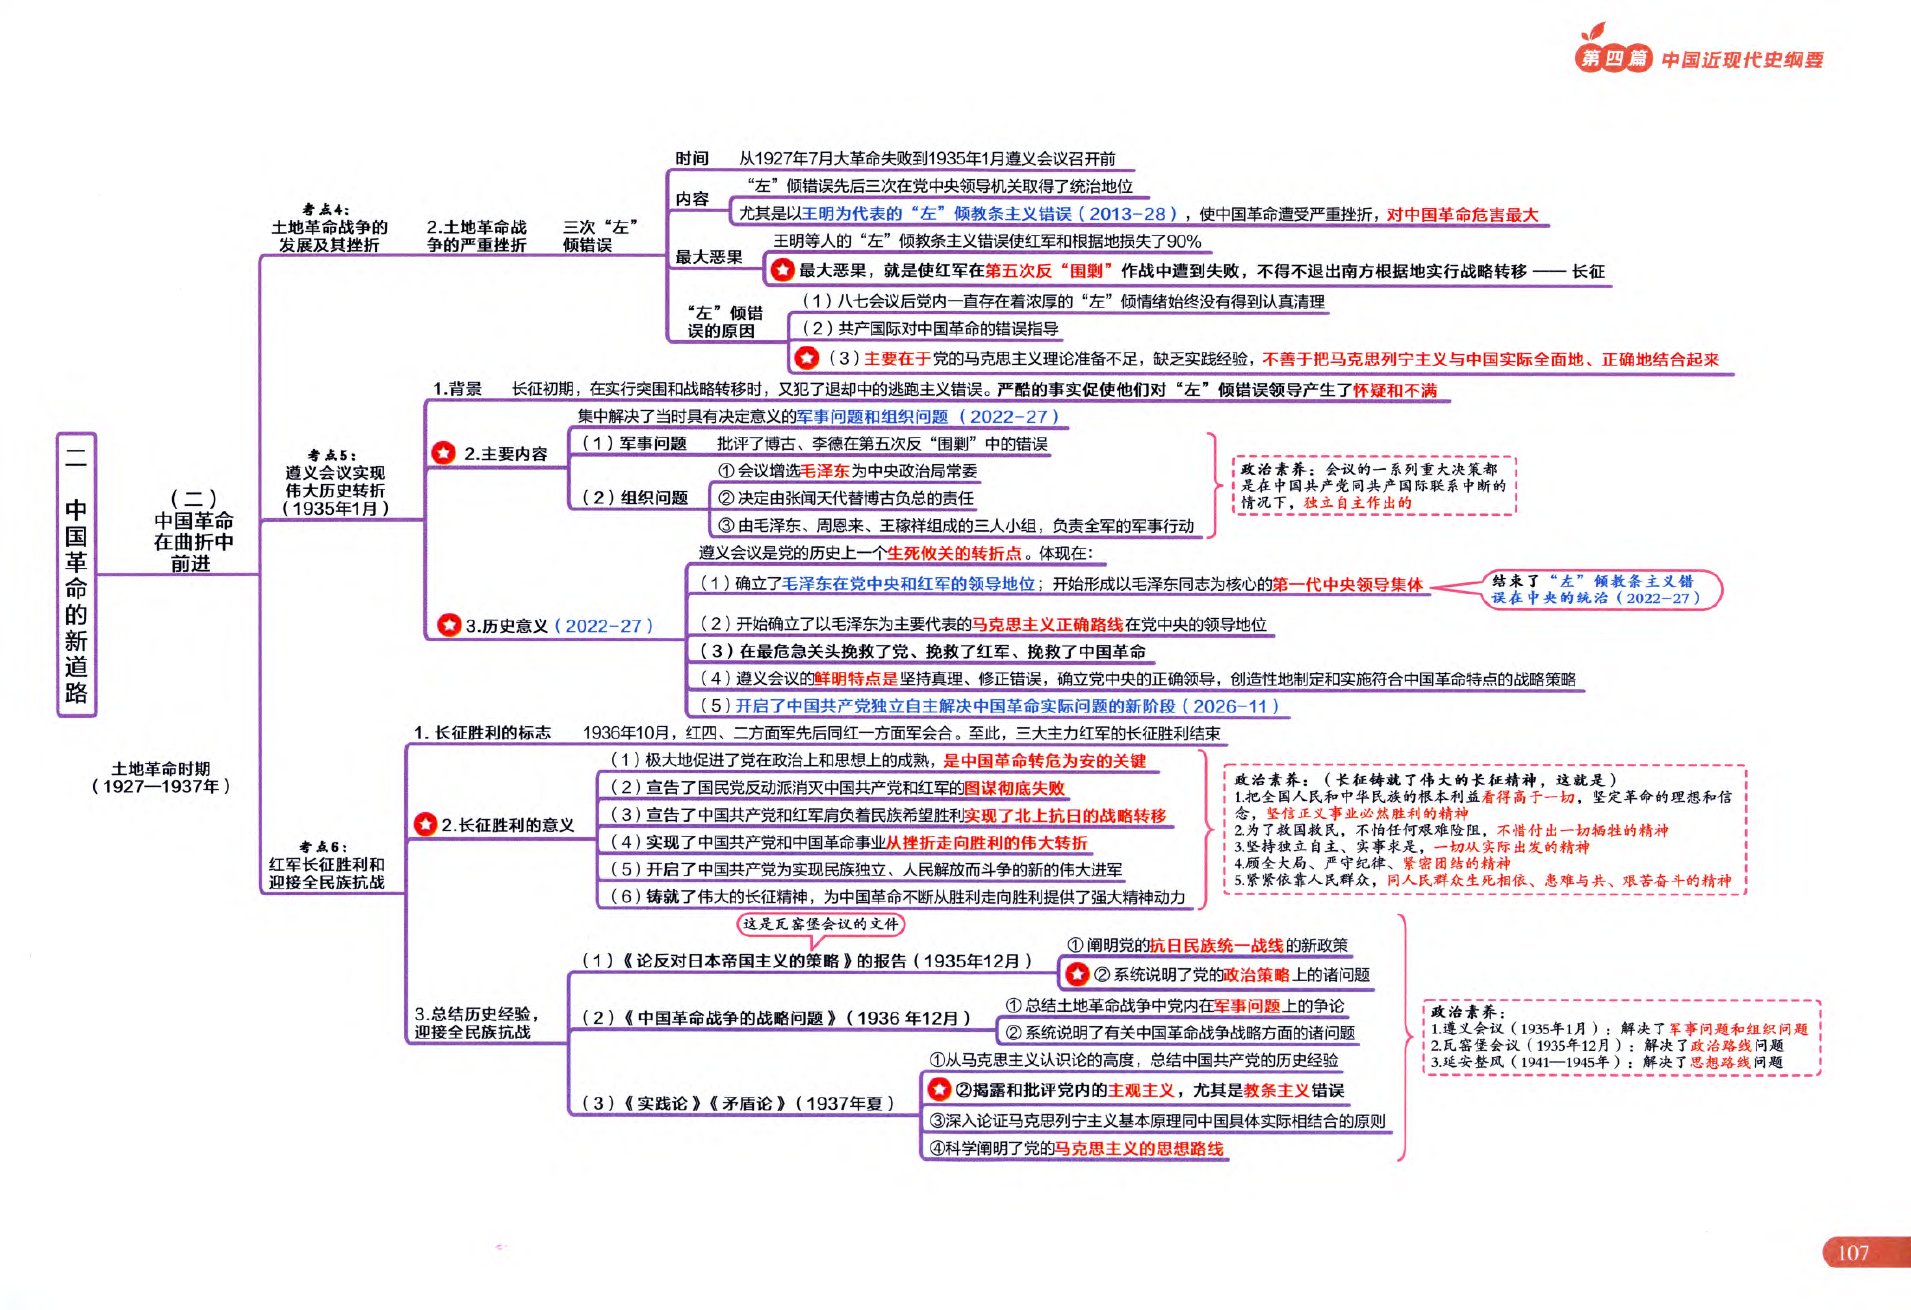 第四篇 中国近现代史纲要
二 中国革命的新道路
(二)
中国革命
在曲折中
前进
土地革命时期
(1927—1937年)
考点4:
土地革命战争的
发展及其挫折
2.土地革命战
争的严重挫折
三次“左”
倾错误
时间 从1927年7月大革命失败到1935年1月遵义会议召开前
内容
“左”倾错误先后三次在党中央领导机关取得了统治地位
尤其是以王明为代表的“左”倾教条主义错误(2013-28),使中国革命遭受严重挫折,对中国革命危害最大
最大恶果
王明等人的“左”倾教条主义错误使红军和根据地损失了90%
最大恶果,就是使红军在第五次反“围剿”作战中遭到失败,不得不退出南方根据地实行战略转移——长征
“左”倾错
误的原因
(1)八七会议后党内一直存在着浓厚的“左”倾情绪始终没有得到认真清理
(2)共产国际对中国革命的错误指导
(3)主要在于党的马克思主义理论准备不足,缺乏实践经验,不善于把马克思列宁主义与中国实际全面地、正确地结合起来
考点5:
遵义会议实现
伟大历史转折
(1935年1月)
1.背景 长征初期,在实行突围和战略转移时,又犯了退却中的逃跑主义错误。严酷的事实促使他们对“左”倾错误领导产生了怀疑和不满
2.主要内容
集中解决了当时具有决定意义的军事问题和组织问题(2022-27)
(1)军事问题 批评了博古、李德在第五次反“围剿”中的错误
(2)组织问题
①会议增选毛泽东为中央政治局常委
②决定由张闻天代替博古负总的责任
③由毛泽东、周恩来、王稼祥组成的三人小组,负责全军的军事行动
政治素养:会议的一系列重大决策都
是在中国共产党同共产国际联系中断的
情况下,独立自主作出的
3.历史意义(2022-27)
遵义会议是党的历史上一个生死攸关的转折点。体现在:
(1)确立了毛泽东在党中央和红军的领导地位;开始形成以毛泽东同志为核心的第一代中央领导集体
结束了“左”倾教条主义错
误在中央的统治(2022-27)
(2)开始确立了以毛泽东为主要代表的马克思主义正确路线在党中央的领导地位
(3)在最危急关头挽救了党、挽救了红军、挽救了中国革命
(4)遵义会议的鲜明特点是坚持真理、修正错误,确立党中央的正确领导,创造性地制定和实施符合中国革命特点的战略策略
(5)开启了中国共产党独立自主解决中国革命实际问题的新阶段(2026-11)
考点6:
红军长征胜利和
迎接全民族抗战
1. 长征胜利的标志 1936年10月,红四、二方面军先后同红一方面军会合。至此,三大主力红军的长征胜利结束
2.长征胜利的意义
(1)极大地促进了党在政治上和思想上的成熟,是中国革命转危为安的关键
(2)宣告了国民党反动派消灭中国共产党和红军的图谋彻底失败
(3)宣告了中国共产党和红军肩负着民族希望胜利实现了北上抗日的战略转移
(4)实现了中国共产党和中国革命事业从挫折走向胜利的伟大转折
(5)开启了中国共产党为实现民族独立、人民解放而斗争的新的伟大进军
(6)铸就了伟大的长征精神,为中国革命不断从胜利走向胜利提供了强大精神动力
政治素养:(长征铸就了伟大的长征精神,这就是)
1.把全国人民和中华民族的根本利益看得高于一切,坚定革命的理想和信
念,坚信正义事业必然胜利的精神
2.为了救国救民,不怕任何艰难险阻,不惜付出一切牺牲的精神
3.坚持独立自主、实事求是,一切从实际出发的精神
4.顾全大局、严守纪律、紧密团结的精神
5.紧紧依靠人民群众,同人民群众生死相依、患难与共、艰苦奋斗的精神
3.总结历史经验,
迎接全民族抗战
这是瓦窑堡会议的文件
(1)《论反对日本帝国主义的策略》的报告(1935年12月)
①阐明党的抗日民族统一战线的新政策
②系统说明了党的政治策略上的诸问题
(2)《中国革命战争的战略问题》(1936 年12月)
①总结土地革命战争中党内在军事问题上的争论
②系统说明了有关中国革命战争战略方面的诸问题
(3)《实践论》《矛盾论》(1937年夏)
①从马克思主义认识论的高度,总结中国共产党的历史经验
②揭露和批评党内的主观主义,尤其是教条主义错误
③深入论证马克思列宁主义基本原理同中国具体实际相结合的原则
④科学阐明了党的马克思主义的思想路线
政治素养:
1.遵义会议(1935年1月):解决了军事问题和组织问题
2.瓦窑堡会议(1935年12月):解决了政治路线问题
3.延安整风(1941—1945年):解决了思想路线问题
107